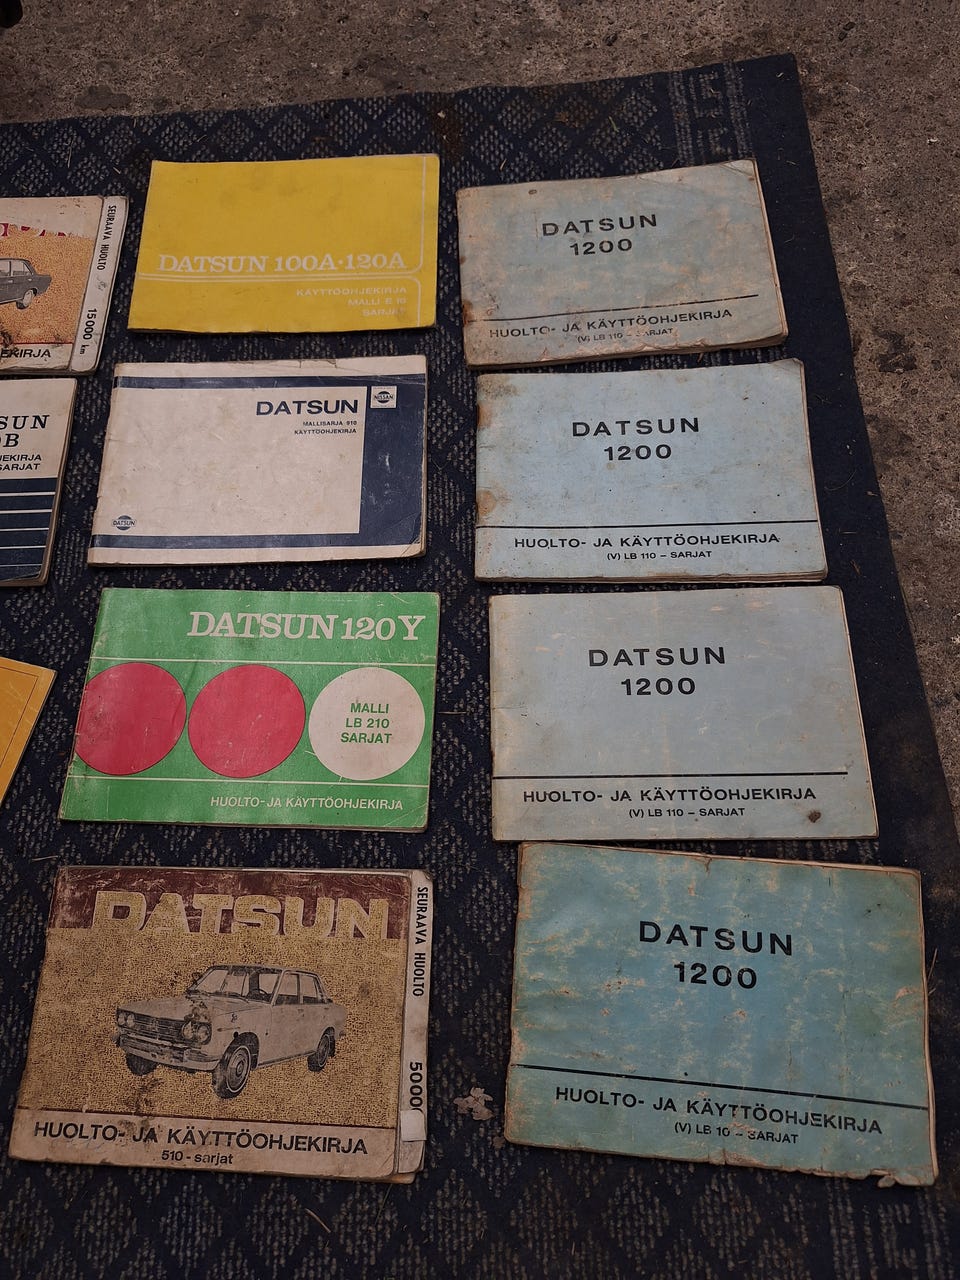 SEURAAVA HUOLTO
15000 km
EKIRJA
SUN
0B
JEKIRJA
SARJAT
DATSUN 100A·120A
KÄYTTÖOHJEKIRJA
MALLI E 10
SARJAT
DATSUN
NISSAN
MALLISARJA 910
KÄYTTÖOHJEKIRJA
DATSUN
DATSUN 120Y
MALLI
LB 210
SARJAT
HUOLTO-JA KÄYTTÖOHJEKIRJA
DATSUN
HUOLTO- JA KÄYTTÖOHJEKIRJA
510 - sarjat
SEURAAVA HUOLTO
5000
DATSUN
1200
HUOLTO- JA KÄYTTÖOHJEKIRJA
(V) LB 110 – SARJAT
DATSUN
1200
HUOLTO- JA KÄYTTÖOHJEKIRJA
(V) LB 110 – SARJAT
DATSUN
1200
HUOLTO- JA KÄYTTÖOHJEKIRJA
(V) LB 110 – SARJAT
DATSUN
1200
HUOLTO- JA KÄYTTÖOHJEKIRJA
(V) LB 10 – SARJAT